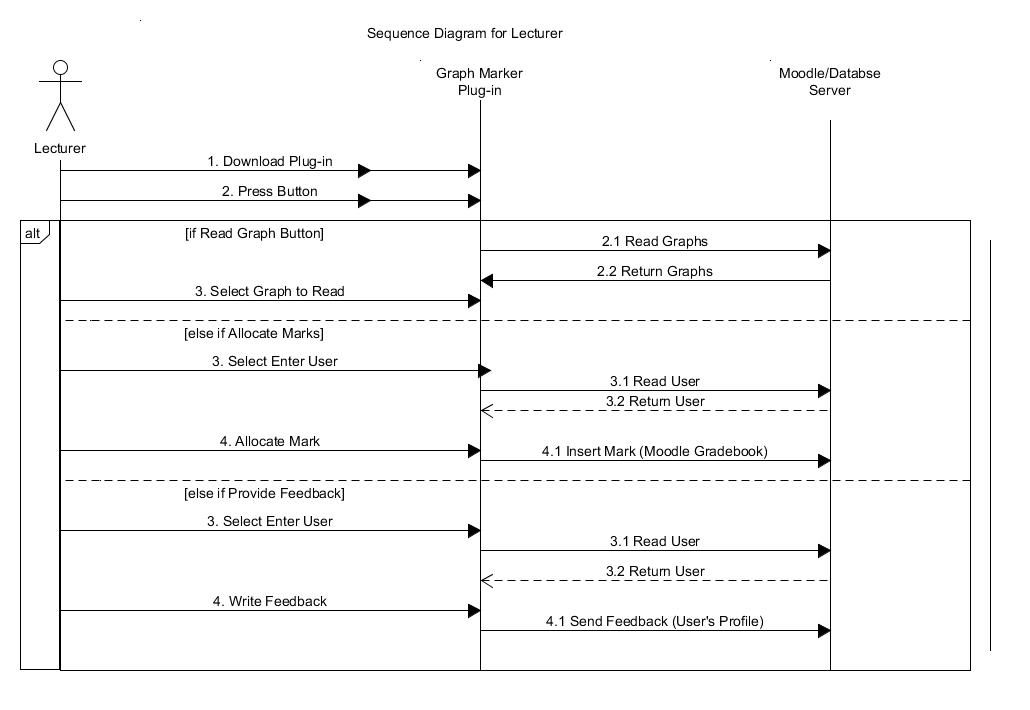 Sequence Diagram for Lecturer
Graph Marker
Plug-in
Moodle/Databse
Server
Lecturer
1. Download Plug-in
2. Press Button
alt
[if Read Graph Button]
2.1 Read Graphs
2.2 Return Graphs
3. Select Graph to Read
[else if Allocate Marks]
3. Select Enter User
3.1 Read User
3.2 Return User
4. Allocate Mark
4.1 Insert Mark (Moodle Gradebook)
[else if Provide Feedback]
3. Select Enter User
3.1 Read User
3.2 Return User
4. Write Feedback
4.1 Send Feedback (User's Profile)